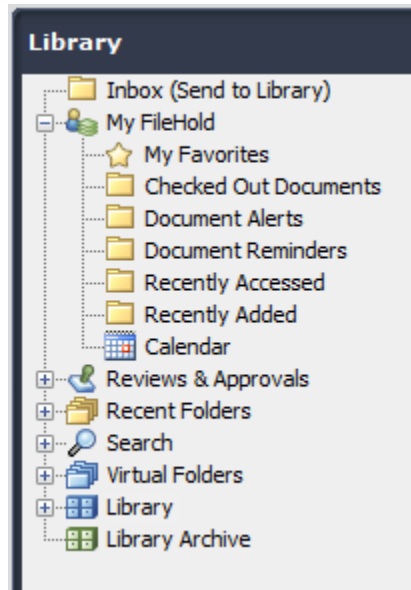 Library
Inbox (Send to Library)
My FileHold
My Favorites
Checked Out Documents
Document Alerts
Document Reminders
Recently Accessed
Recently Added
Calendar
Reviews & Approvals
Recent Folders
Search
Virtual Folders
Library
Library Archive